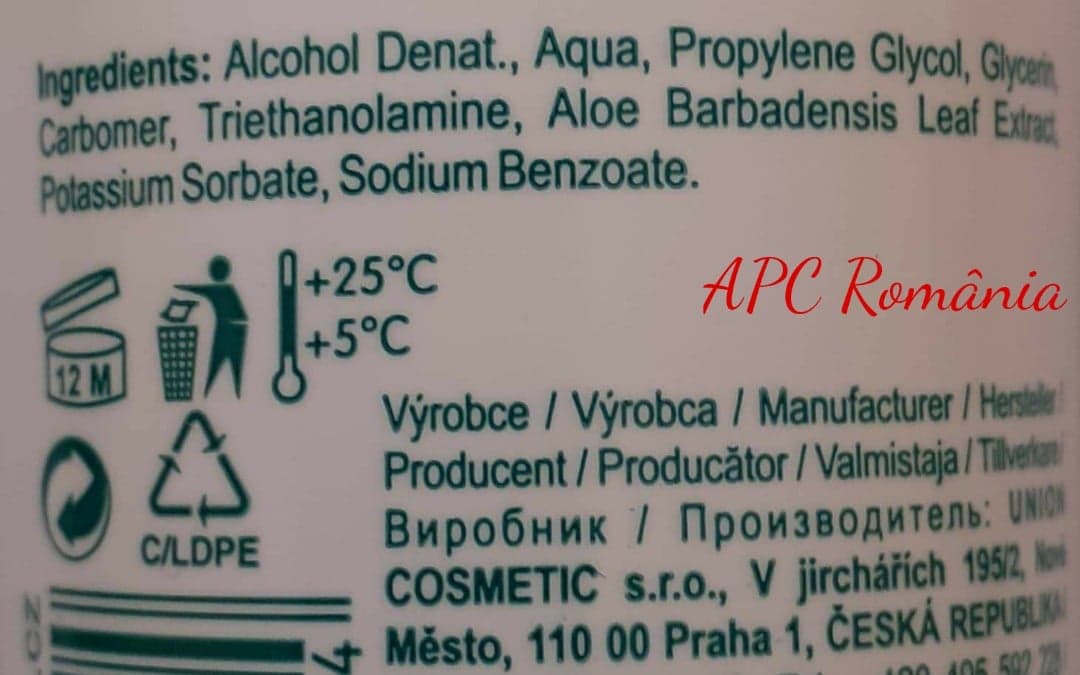 Ingredients: Alcohol Denat., Aqua, Propylene Glycol, Glycerin,
Carbomer, Triethanolamine, Aloe Barbadensis Leaf Extract,
Potassium Sorbate, Sodium Benzoate.
+25°C
+5°C
APC România
12 M
C/LDPE
Výrobce / Výrobca / Manufacturer / Hersteller
Producent / Producător / Valmistaja / Tillverkare
Виробник / Производитель: UNION
COSMETIC s.r.o., V jirchářích 195/2, Nové
Město, 110 00 Praha 1, ČESKÁ REPUBLIKA
4